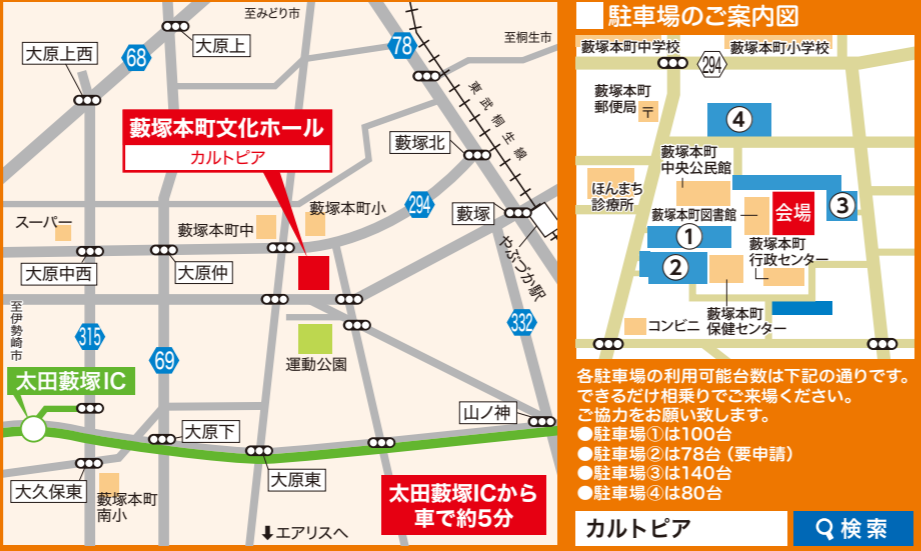 至みどり市
大原上西
68
大原上
78
至桐生市
東武桐生線
藪塚本町文化ホール
カルトピア
藪塚北
スーパー
藪塚本町中
藪塚本町小
294
藪塚
やぶづか駅
大原中西
大原仲
至伊勢崎市
315
69
332
運動公園
太田藪塚IC
大原下
山ノ神
大久保東
藪塚本町
南小
大原東
太田藪塚ICから
車で約5分
⬇エアリスへ
駐車場のご案内図
藪塚本町中学校
294
藪塚本町小学校
藪塚本町
郵便局
〒
④
藪塚本町
中央公民館
ほんまち
診療所
藪塚本町図書館
会場
③
①
②
藪塚本町
行政センター
藪塚本町
保健センター
コンビニ
各駐車場の利用可能台数は下記の通りです。
できるだけ相乗りでご来場ください。
ご協力をお願い致します。
●駐車場①は100台
●駐車場②は78台（要申請）
●駐車場③は140台
●駐車場④は80台
カルトピア
検索